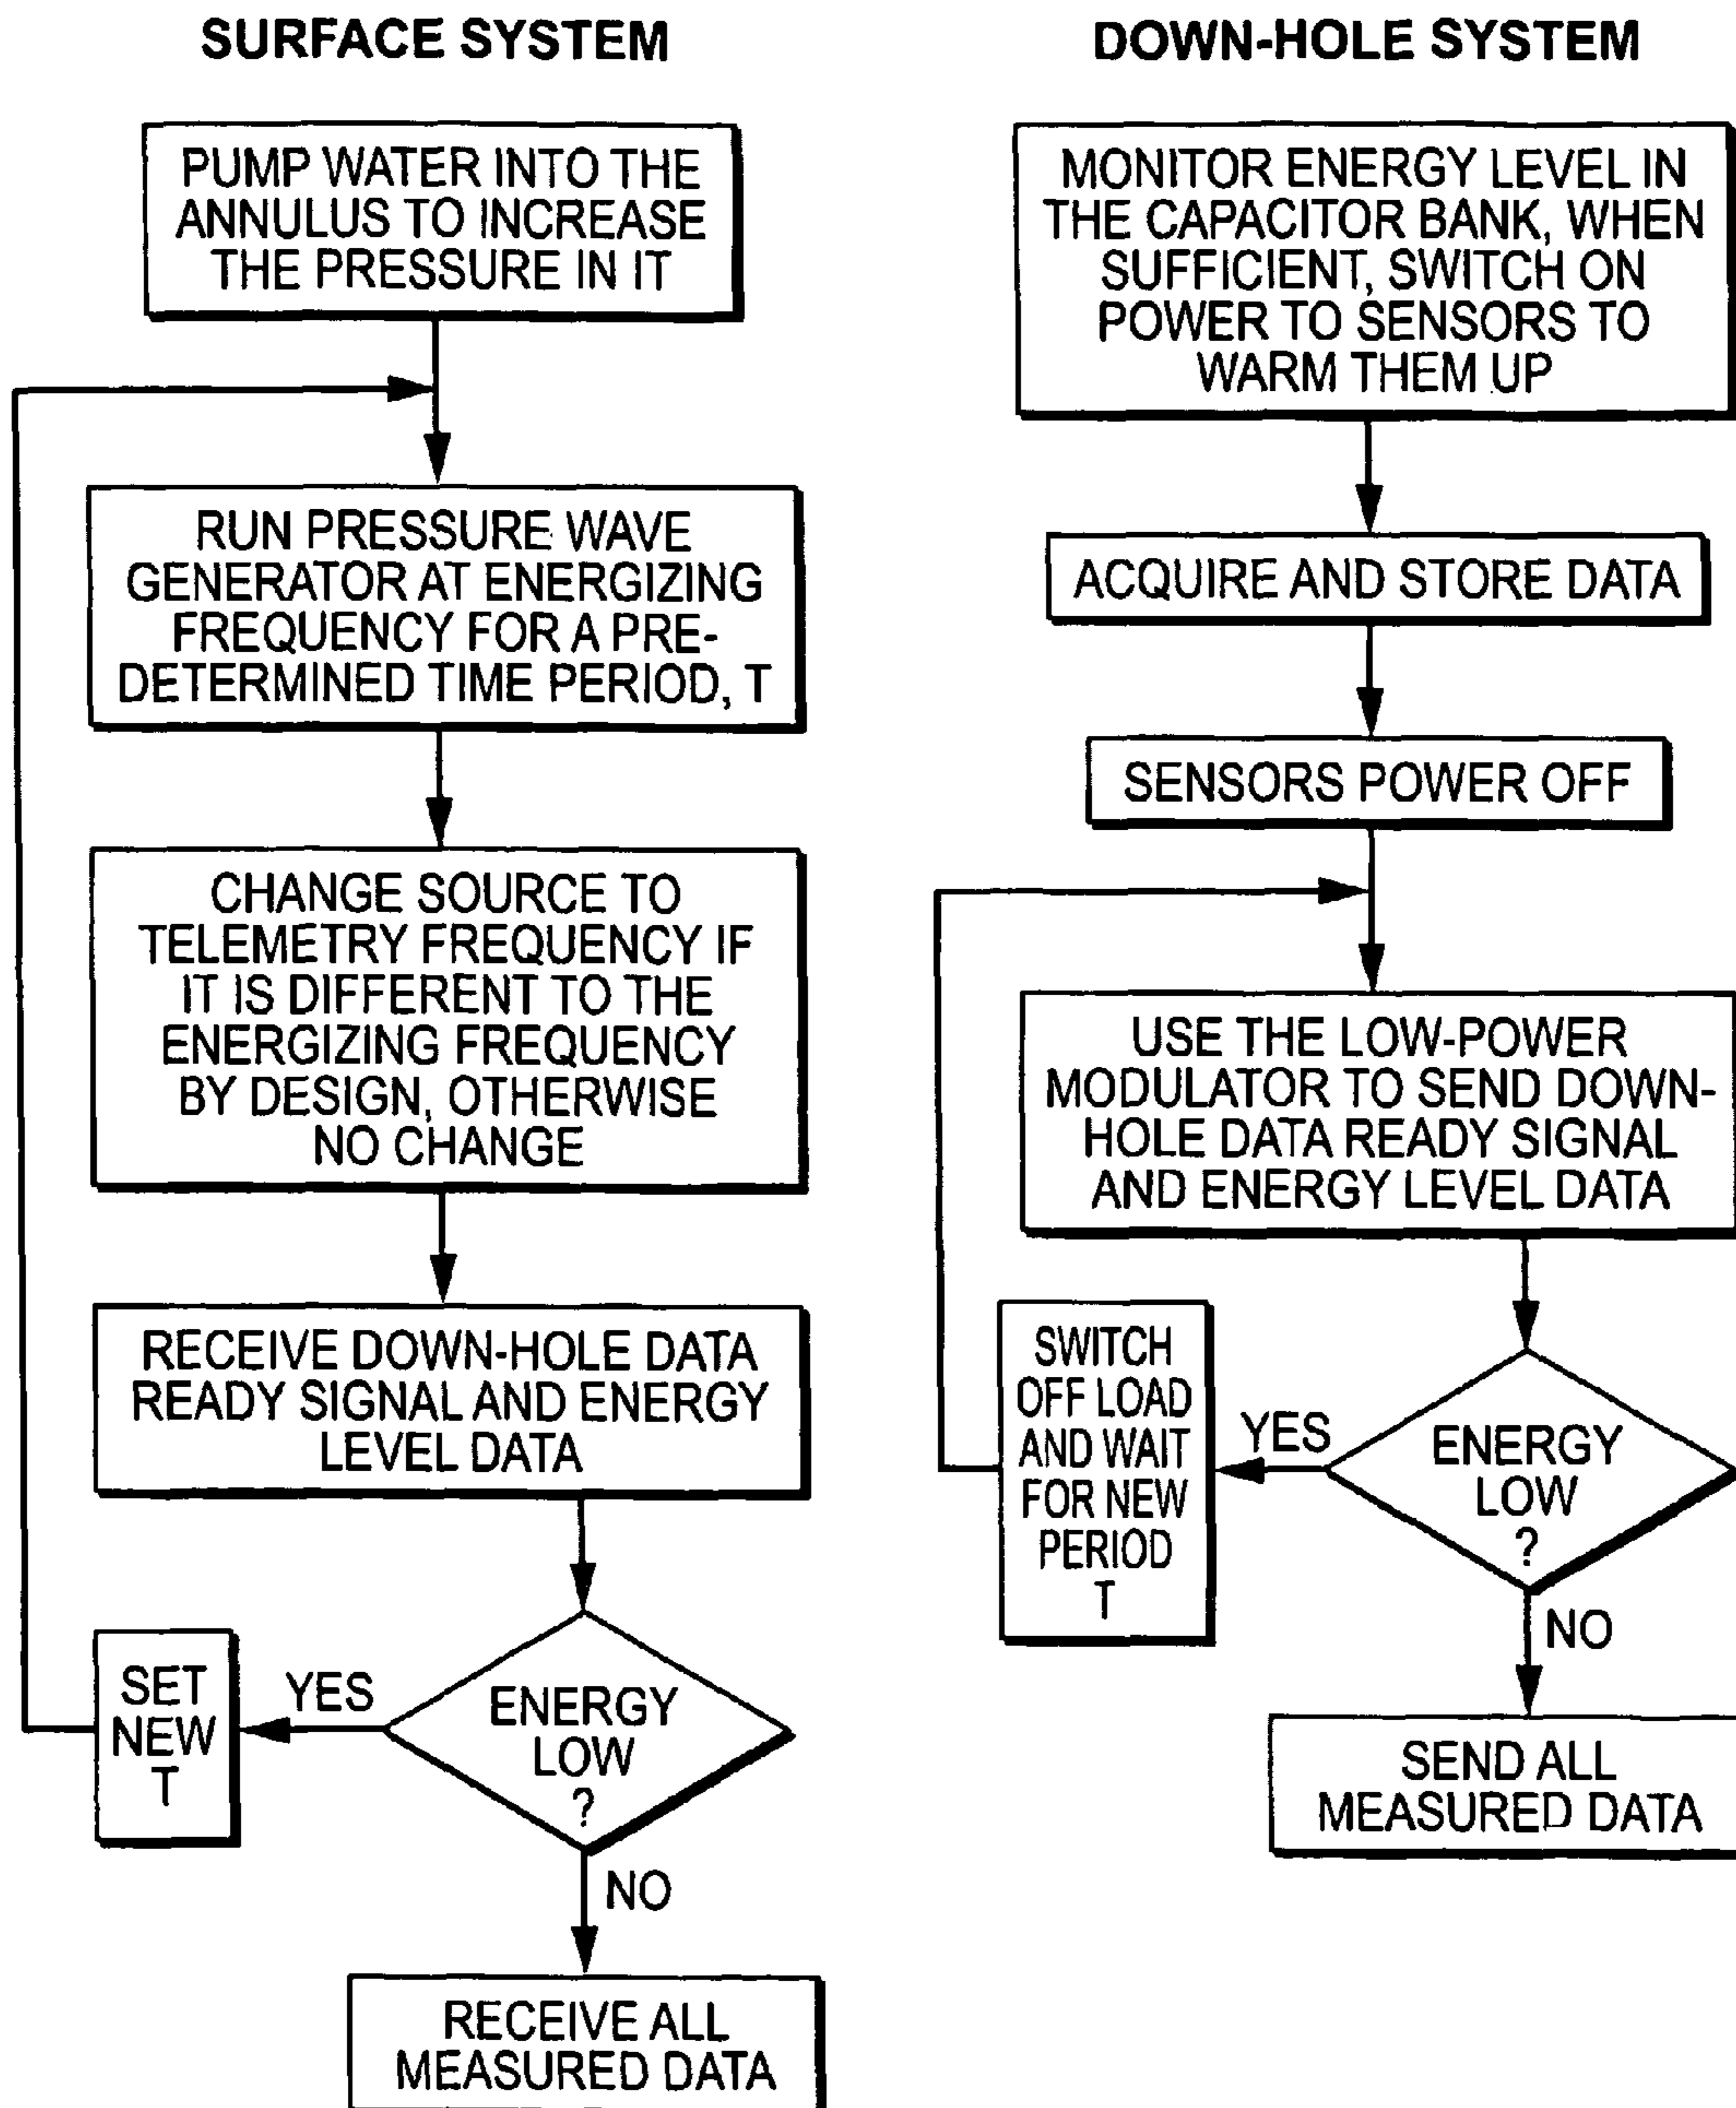 SURFACE SYSTEM
PUMP WATER INTO THE
ANNULUS TO INCREASE
THE PRESSURE IN IT
RUN PRESSURE WAVE
GENERATOR AT ENERGIZING
FREQUENCY FOR A PRE-
DETERMINED TIME PERIOD, T
CHANGE SOURCE TO
TELEMETRY FREQUENCY IF
IT IS DIFFERENT TO THE
ENERGIZING FREQUENCY
BY DESIGN, OTHERWISE
NO CHANGE
RECEIVE DOWN-HOLE DATA
READY SIGNAL AND ENERGY
LEVEL DATA
ENERGY
LOW
?
YES
SET
NEW
T
NO
RECEIVE ALL
MEASURED DATA
DOWN-HOLE SYSTEM
MONITOR ENERGY LEVEL IN
THE CAPACITOR BANK, WHEN
SUFFICIENT, SWITCH ON
POWER TO SENSORS TO
WARM THEM UP
ACQUIRE AND STORE DATA
SENSORS POWER OFF
USE THE LOW-POWER
MODULATOR TO SEND DOWN-
HOLE DATA READY SIGNAL
AND ENERGY LEVEL DATA
ENERGY
LOW
?
YES
SWITCH
OFF LOAD
AND WAIT
FOR NEW
PERIOD
T
NO
SEND ALL
MEASURED DATA